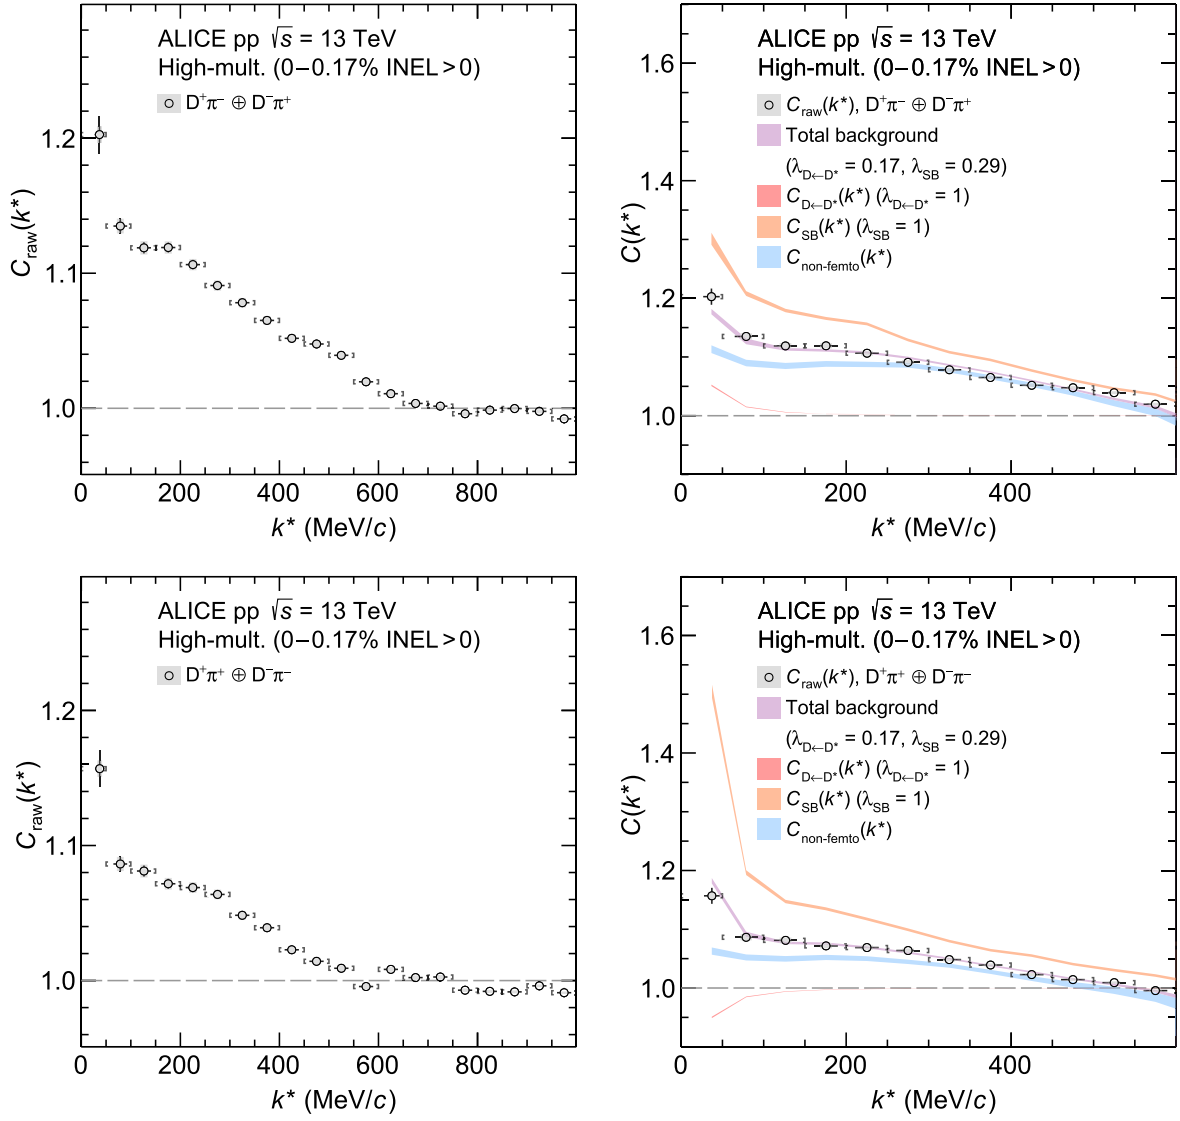 ALICE pp √s = 13 TeV
High-mult. (0−0.17% INEL>0)
D⁺π⁻ ⊕ D⁻π⁺
1.2
1.1
1.0
C_raw(k*)
0 200 400 600 800
k* (MeV/c)
ALICE pp √s = 13 TeV
High-mult. (0−0.17% INEL>0)
C_raw(k*), D⁺π⁻ ⊕ D⁻π⁺
Total background
(λ_D←D* = 0.17, λ_SB = 0.29)
C_D←D*(k*) (λ_D←D* = 1)
C_SB(k*) (λ_SB = 1)
C_non-femto(k*)
1.6
1.4
1.2
1.0
C(k*)
0 200 400
k* (MeV/c)
ALICE pp √s = 13 TeV
High-mult. (0−0.17% INEL>0)
D⁺π⁺ ⊕ D⁻π⁻
1.2
1.1
1.0
C_raw(k*)
0 200 400 600 800
k* (MeV/c)
ALICE pp √s = 13 TeV
High-mult. (0−0.17% INEL>0)
C_raw(k*), D⁺π⁺ ⊕ D⁻π⁻
Total background
(λ_D←D* = 0.17, λ_SB = 0.29)
C_D←D*(k*) (λ_D←D* = 1)
C_SB(k*) (λ_SB = 1)
C_non-femto(k*)
1.6
1.4
1.2
1.0
C(k*)
0 200 400
k* (MeV/c)